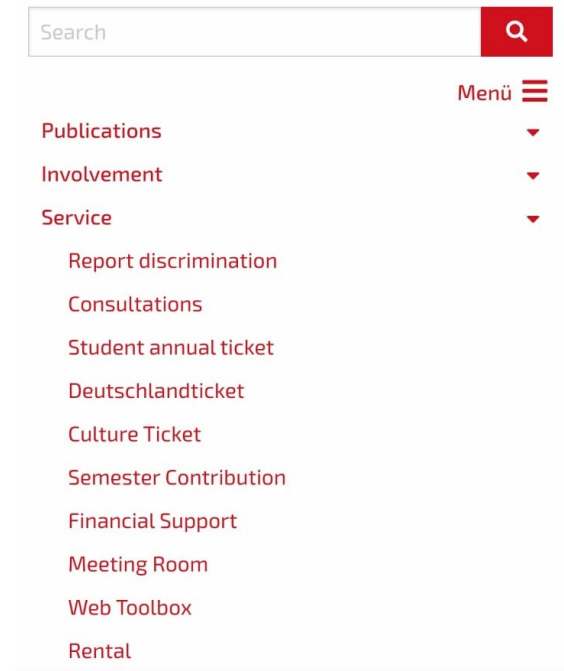 Search
Menü
Publications
Involvement
Service
Report discrimination
Consultations
Student annual ticket
Deutschlandticket
Culture Ticket
Semester Contribution
Financial Support
Meeting Room
Web Toolbox
Rental